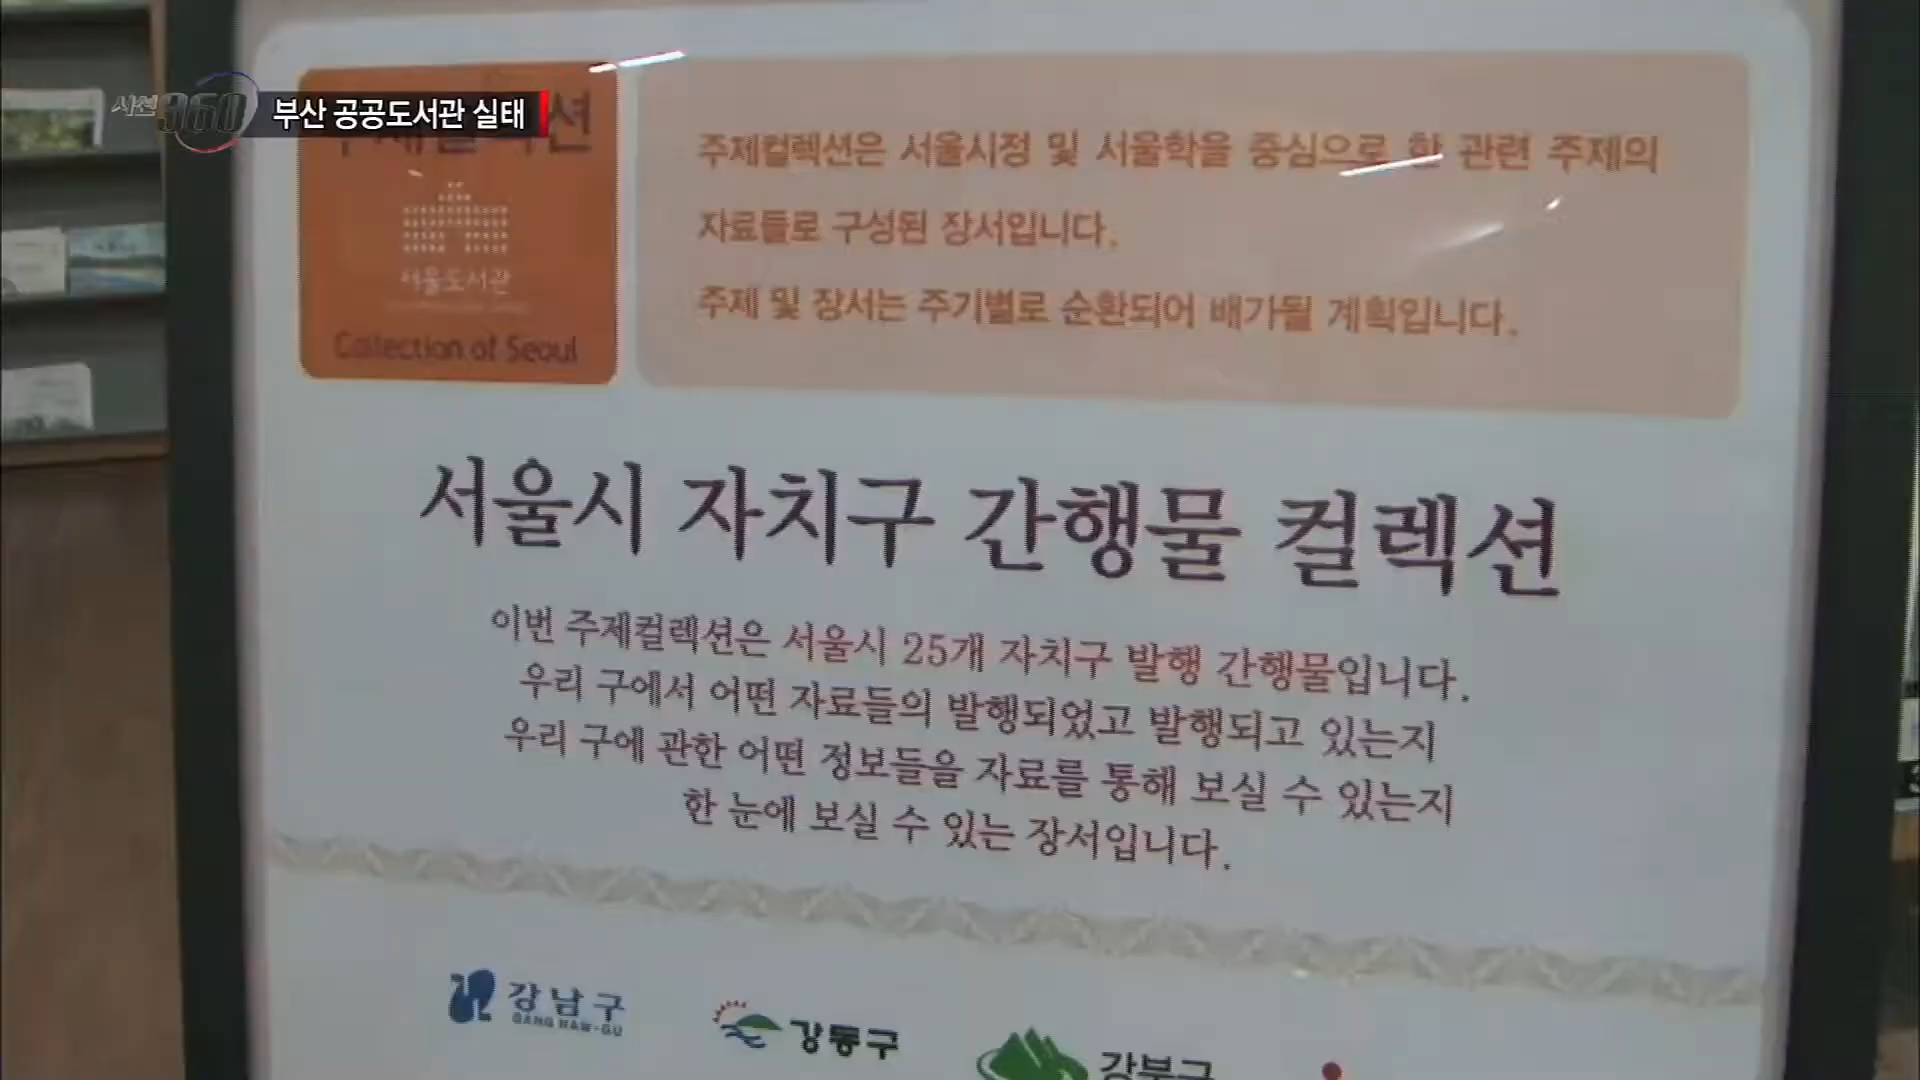 시선360 부산 공공도서관 실태
서울도서관
Collection of Seoul
주제컬렉션은 서울시정 및 서울학을 중심으로 한 관련 주제의
자료들로 구성된 장서입니다.
주제 및 장서는 주기별로 순환되어 배가될 계획입니다.
서울시 자치구 간행물 컬렉션
이번 주제컬렉션은 서울시 25개 자치구 발행 간행물입니다.
우리 구에서 어떤 자료들의 발행되었고 발행되고 있는지
우리 구에 관한 어떤 정보들을 자료를 통해 보실 수 있는지
한 눈에 보실 수 있는 장서입니다.
강남구
GANG NAM-GU
강동구
강북구